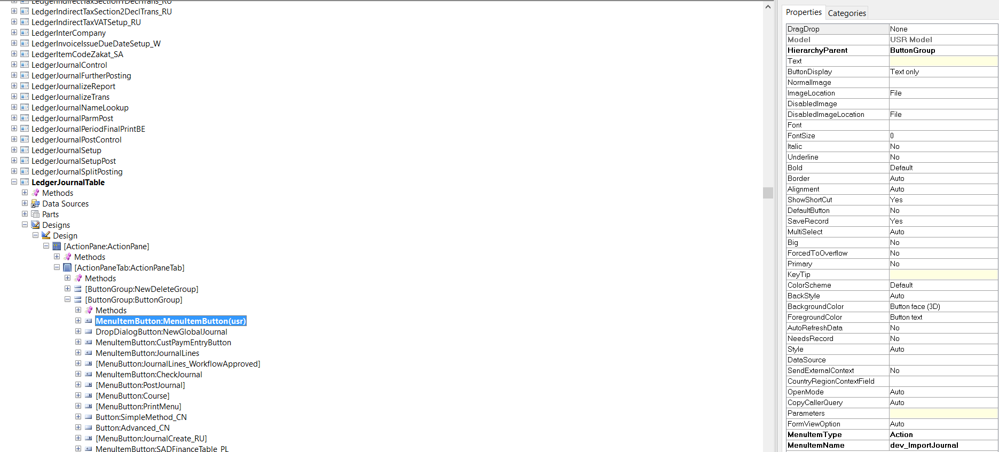 LedgerIndirectTaxSection1DeclTrans_RU
LedgerIndirectTaxSection2DeclTrans_RU
LedgerIndirectTaxVATSetup_RU
LedgerInterCompany
LedgerInvoiceIssueDueDateSetup_W
LedgerItemCodeZakat_SA
LedgerJournalControl
LedgerJournalFurtherPosting
LedgerJournalizeReport
LedgerJournalizeTrans
LedgerJournalNameLookup
LedgerJournalParmPost
LedgerJournalPeriodFinalPrintBE
LedgerJournalPostControl
LedgerJournalSetup
LedgerJournalSetupPost
LedgerJournalSplitPosting
LedgerJournalTable
Methods
Data Sources
Parts
Designs
Design
[ActionPane:ActionPane]
Methods
[ActionPaneTab:ActionPaneTab]
Methods
[ButtonGroup:NewDeleteGroup]
[ButtonGroup:ButtonGroup]
Methods
MenuItemButton:MenuItemButton(usr)
DropDialogButton:NewGlobalJournal
MenuItemButton:CustPaymEntryButton
MenuItemButton:JournalLines
[MenuButton:JournalLines_WorkflowApproved]
MenuItemButton:CheckJournal
[MenuButton:PostJournal]
[MenuButton:Course]
[MenuButton:PrintMenu]
Button:SimpleMethod_CN
Button:Advanced_CN
[MenuButton:JournalCreate_RU]
MenuItemButton:SADFinanceTable_PL
Properties Categories
DragDrop None
Model USR Model
HierarchyParent ButtonGroup
Text
ButtonDisplay Text only
NormalImage
ImageLocation File
DisabledImage
DisabledImageLocation File
Font
FontSize 0
Italic No
Underline No
Bold Default
Border Auto
Alignment Auto
ShowShortCut Yes
DefaultButton No
SaveRecord Yes
MultiSelect Auto
Big No
ForcedToOverflow No
Primary No
KeyTip
ColorScheme Default
BackStyle Auto
BackgroundColor Button face (3D)
ForegroundColor Button text
AutoRefreshData No
NeedsRecord No
Style Auto
DataSource
SendExternalContext No
CountryRegionContextField
OpenMode Auto
CopyCallerQuery Auto
Parameters
FormViewOption Auto
MenuItemType Action
MenuItemName dev_ImportJournal